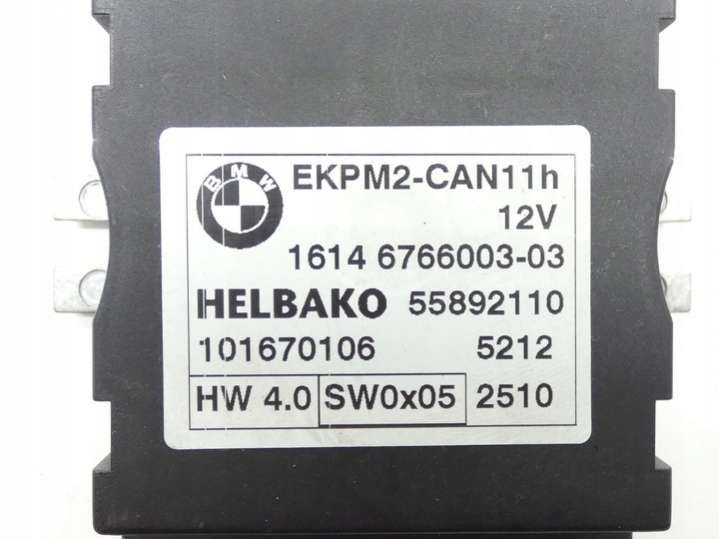 BMW
EKPM2-CAN11h
12V
1614 6766003-03
HELBAKO 55892110
101670106 5212
HW 4.0 SW0x05 2510